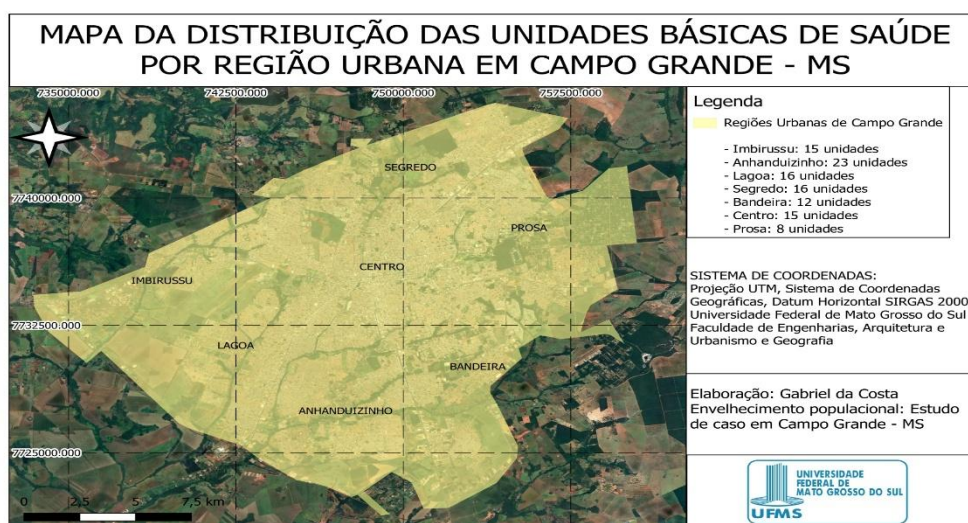 MAPA DA DISTRIBUIÇÃO DAS UNIDADES BÁSICAS DE SAÚDE
POR REGIÃO URBANA EM CAMPO GRANDE - MS
735000.000
742500.000
750000.000
757500.000
SEGREDO
7740000.000
PROSA
CENTRO
IMBIRUSSU
7732500.000
LAGOA
BANDEIRA
ANHANDUIZINHO
7725000.000
0 2,5 5 7,5 km
Legenda
Regiões Urbanas de Campo Grande
- Imbirussu: 15 unidades
- Anhanduizinho: 23 unidades
- Lagoa: 16 unidades
- Segredo: 16 unidades
- Bandeira: 12 unidades
- Centro: 15 unidades
- Prosa: 8 unidades
SISTEMA DE COORDENADAS:
Projeção UTM, Sistema de Coordenadas
Geográficas, Datum Horizontal SIRGAS 2000
Universidade Federal de Mato Grosso do Sul
Faculdade de Engenharias, Arquitetura e
Urbanismo e Geografia
Elaboração: Gabriel da Costa
Envelhecimento populacional: Estudo
de caso em Campo Grande - MS
UFMS
UNIVERSIDADE
FEDERAL DE
MATO GROSSO DO SUL